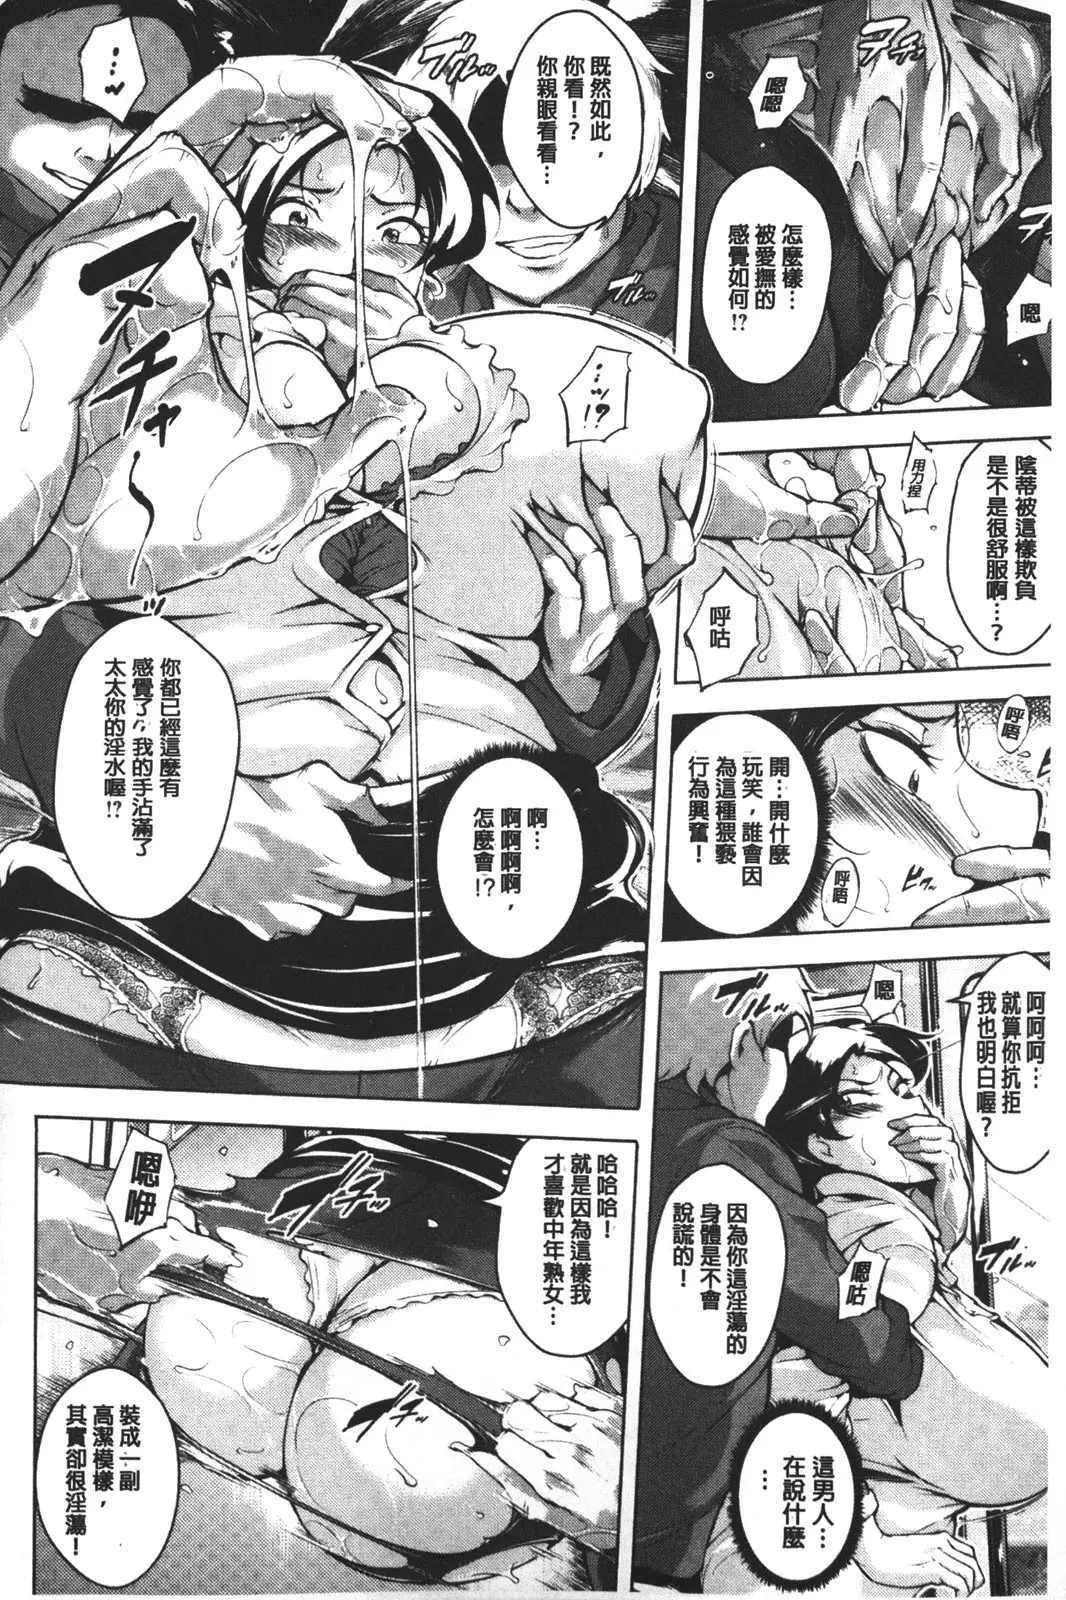 嗯嗯
怎麼樣…
被愛撫的
感覺如何!?
嗯
陰蒂被這樣欺負
是不是很舒服啊…?
用力捏
呼咕
呼唔
開…開什麼
玩笑，誰會因
為這種猥褻
行為興奮！
呼唔
既然如此，
你看!?
你親眼看看…
…
…!?
你都已經這麼有
感覺了，我的手沾滿了
太太你的淫水喔!?
啊…
啊啊啊啊，
怎麼會!?
呵呵呵…
就算你抗拒
我也明白喔？
嗯
因為你這淫蕩的
身體是不會
說謊的！
嗯咕
這男人…
在說什麼
…
哈哈哈！
就是因為這樣我
才喜歡中年熟女…
嗯咿
裝成一副
高潔模樣，
其實卻很淫蕩！